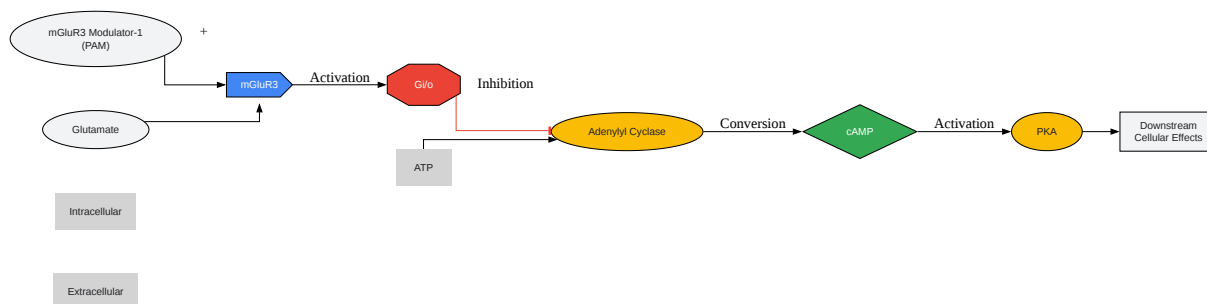 mGluR3 Modulator-1
(PAM)
+
mGluR3
Activation
Gi/o
Inhibition
Glutamate
Adenylyl Cyclase
Conversion
cAMP
Activation
PKA
Downstream
Cellular Effects
ATP
Intracellular
Extracellular